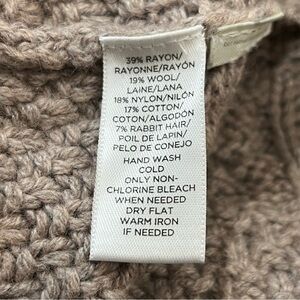 39% RAYON/
RAYONNE/RAYÓN
19% WOOL/
LAINE/LANA
18% NYLON/NILÓN
17% COTTON/
COTON/ALGODÓN
7% RABBIT HAIR/
POIL DE LAPIN/
PELO DE CONEJO
HAND WASH
COLD
ONLY NON-
CHLORINE BLEACH
WHEN NEEDED
DRY FLAT
WARM IRON
IF NEEDED